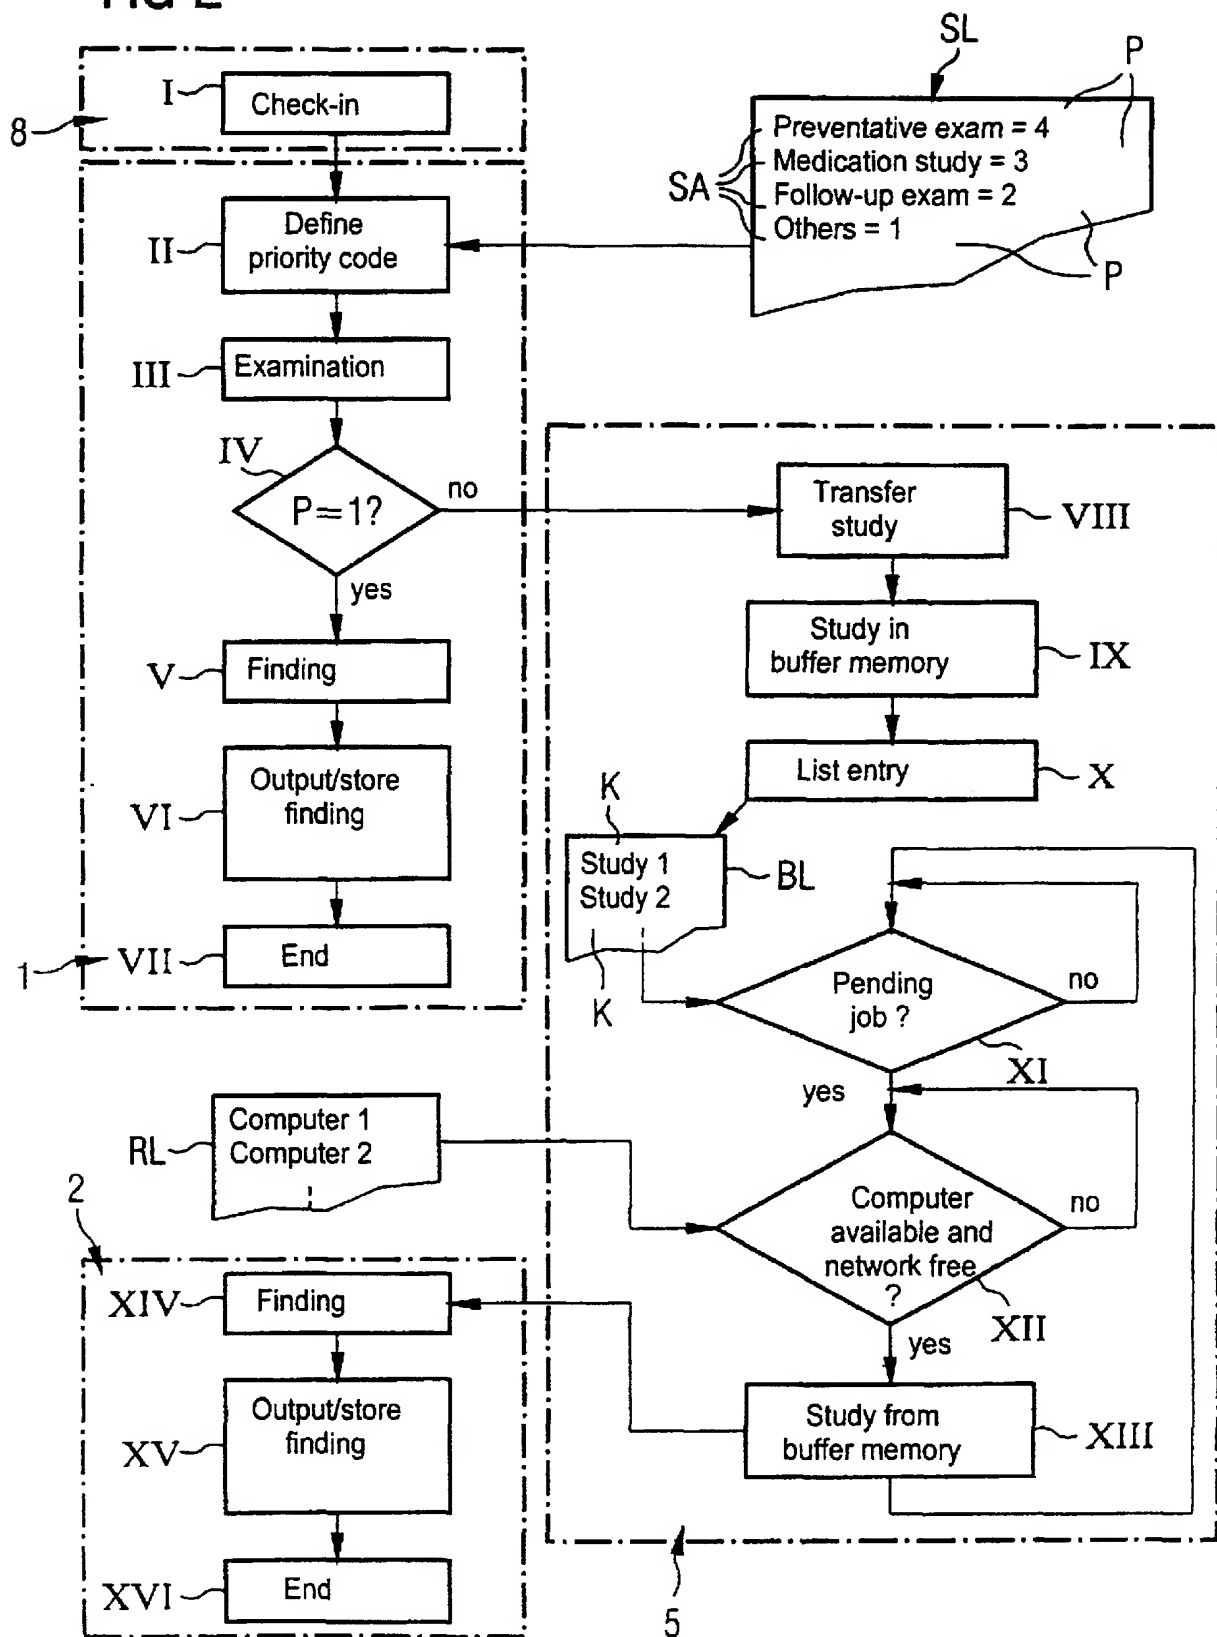 FIG 2
8
I
Check-in
SL
P
Preventative exam = 4
Medication study = 3
Follow-up exam = 2
Others = 1
SA
P
II
Define
priority code
III
Examination
IV
P=1?
no
yes
V
Finding
VI
Output/store
finding
VII
End
1
Transfer
study
VIII
Study in
buffer memory
IX
List entry
X
K
Study 1
Study 2
BL
K
Pending
job ?
no
XI
yes
RL
Computer 1
Computer 2
Computer
available and
network free
?
no
XII
yes
2
XIV
Finding
XV
Output/store
finding
XVI
End
Study from
buffer memory
XIII
5